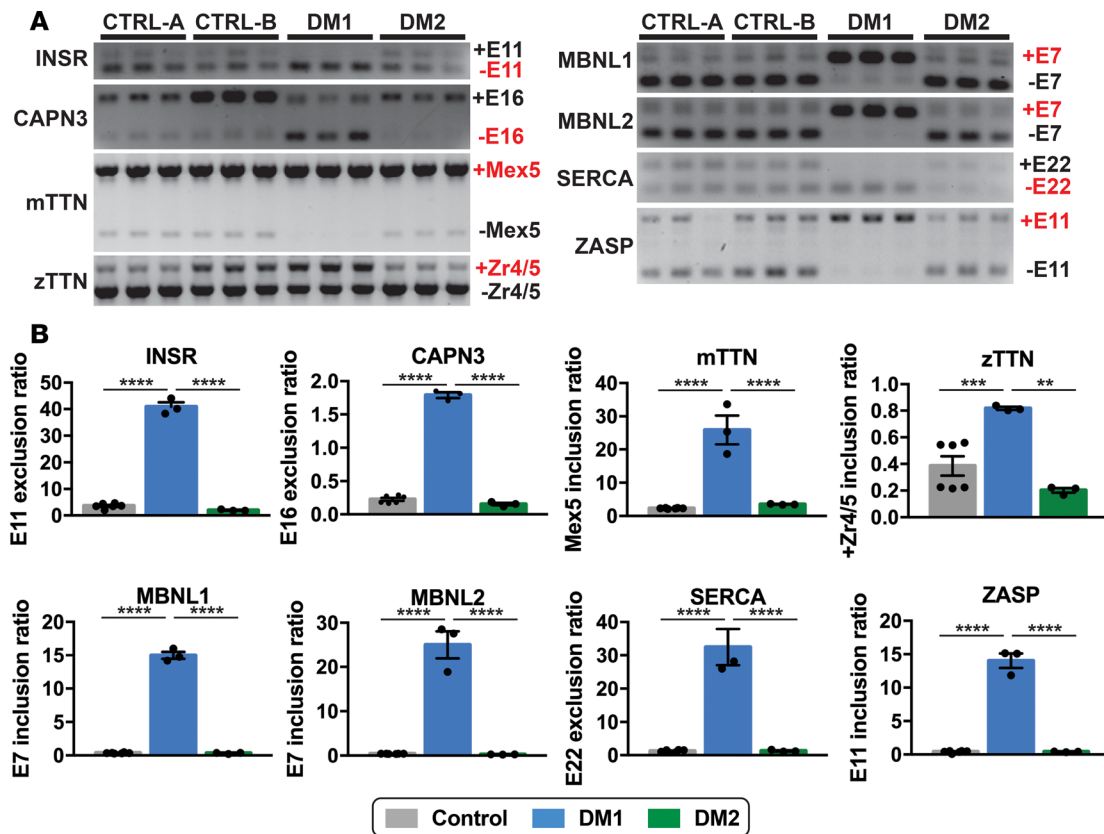 A
CTRL-A CTRL-B DM1 DM2
INSR
+E11
-E11
CAPN3
+E16
-E16
mTTN
+Mex5
-Mex5
zTTN
+Zr4/5
-Zr4/5
CTRL-A CTRL-B DM1 DM2
MBNL1
+E7
-E7
MBNL2
+E7
-E7
SERCA
+E22
-E22
ZASP
+E11
-E11
B
INSR
E11 exclusion ratio
50
40
30
20
10
0
**** ****
CAPN3
E16 exclusion ratio
2.0
1.5
1.0
0.5
0.0
**** ****
mTTN
Mex5 inclusion ratio
40
30
20
10
0
**** ****
zTTN
+Zr4/5 inclusion ratio
1.0
0.8
0.6
0.4
0.2
0.0
*** **
MBNL1
E7 inclusion ratio
20
15
10
5
0
**** ****
MBNL2
E7 inclusion ratio
30
20
10
0
**** ****
SERCA
E22 exclusion ratio
40
30
20
10
0
**** ****
ZASP
E11 inclusion ratio
20
15
10
5
0
**** ****
Control DM1 DM2